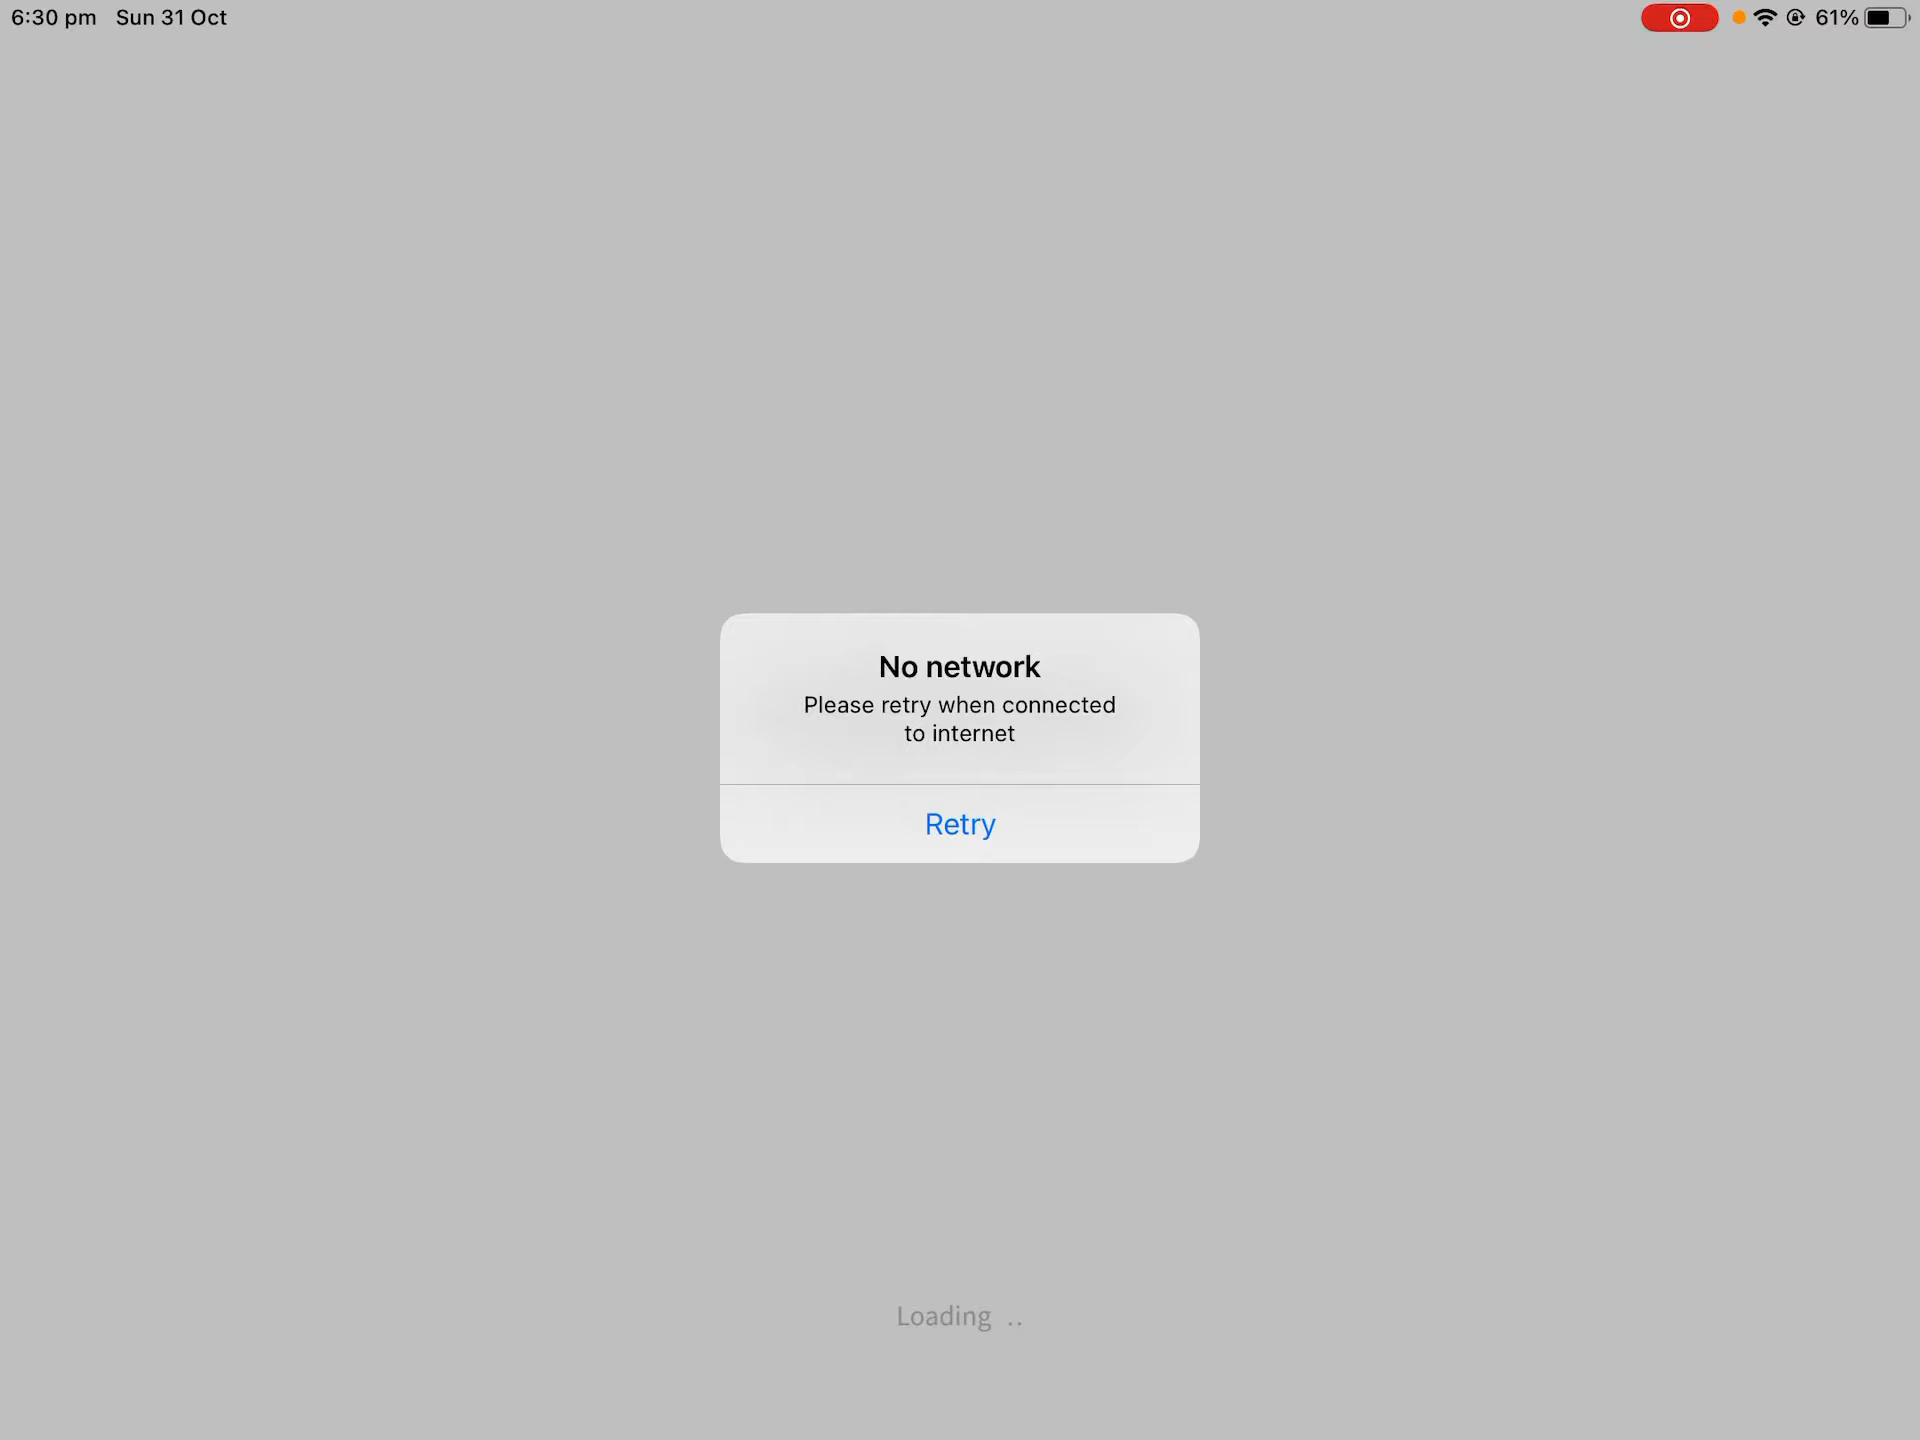 6:30 pm Sun 31 Oct 61%
No network
Please retry when connected
to internet
Retry
Loading ..